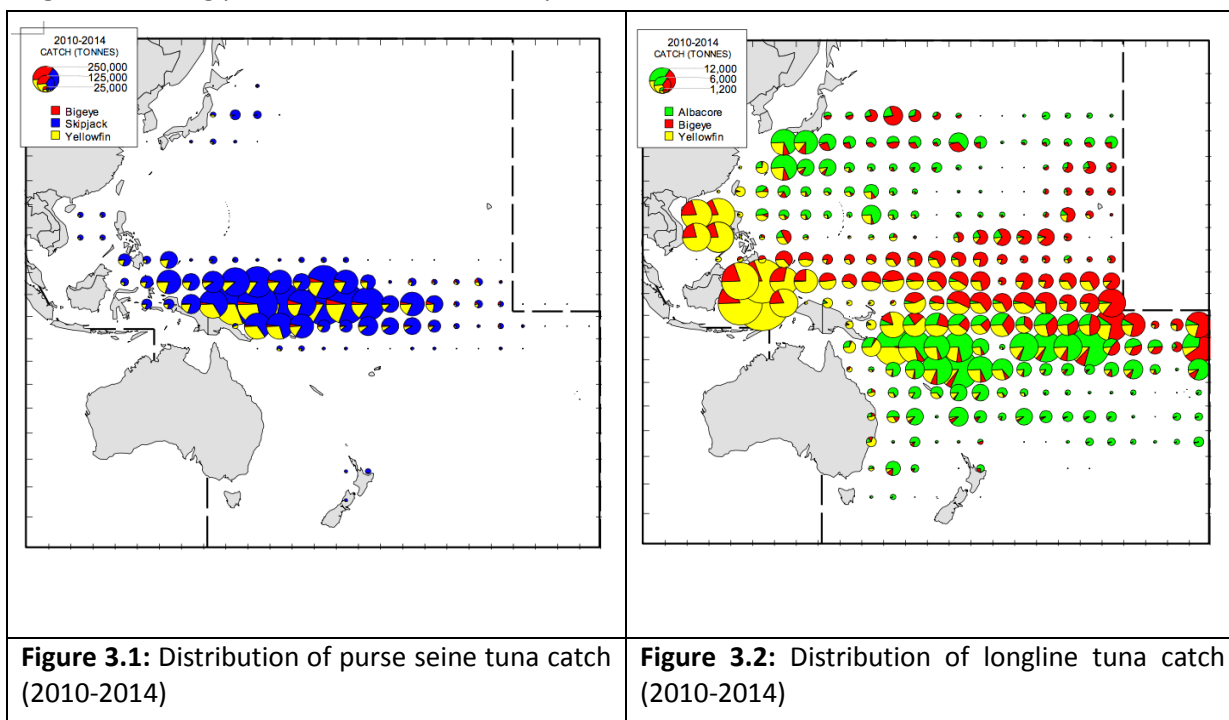 2010-2014
CATCH (TONNES)
250,000
125,000
25,000
Bigeye
Skipjack
Yellowfin
2010-2014
CATCH (TONNES)
12,000
6,000
1,200
Albacore
Bigeye
Yellowfin
Figure 3.1: Distribution of purse seine tuna catch
(2010-2014)
Figure 3.2: Distribution of longline tuna catch
(2010-2014)